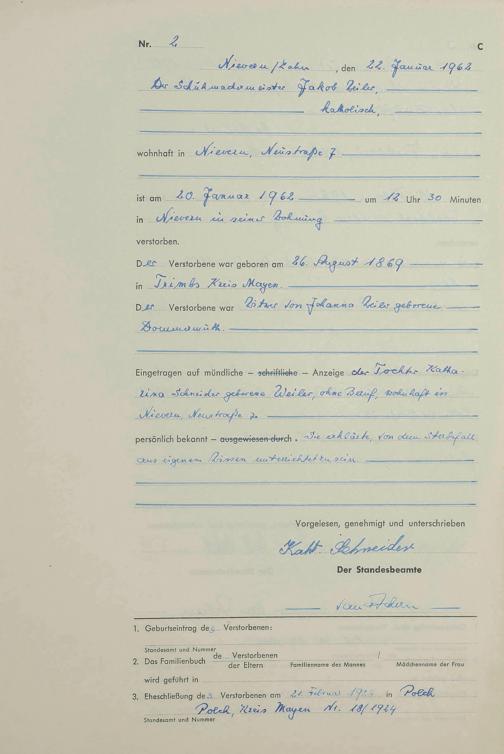 Nr. 2 C
Nievern/Lahn, den 22. Januar 1962
Der Schuhmachermeister Jakob Weiler,
katholisch,
wohnhaft in Nievern, Neustraße 7
ist am 20. Januar 1962 um 12 Uhr 30 Minuten
in Nievern in seiner Wohnung
verstorben.
Der Verstorbene war geboren am 26. August 1869
in Trimbs Kreis Mayen.
Der Verstorbene war Witwer von Johanna Weiler geborene
Eingetragen auf mündliche – schriftliche – Anzeige der Tochter Katha-
rina Schneider geborene Weiler, ohne Beruf, wohnhaft in
Nievern, Neustraße 7.
persönlich bekannt – ausgewiesen durch. Sie erklärte, von dem Sterbefall
aus eigenem Wissen unterrichtet zu sein
Vorgelesen, genehmigt und unterschrieben
Kath. Schneider
Der Standesbeamte
1. Geburtseintrag des Verstorbenen:
Standesamt und Nummer
2. Das Familienbuch de Verstorbenen /
der Eltern Familienname des Mannes Mädchenname der Frau
wird geführt in
3. Eheschließung des Verstorbenen am 21. Februar 1924 in Polch
Polch, Kreis Mayen Nr. 18/1924
Standesamt und Nummer